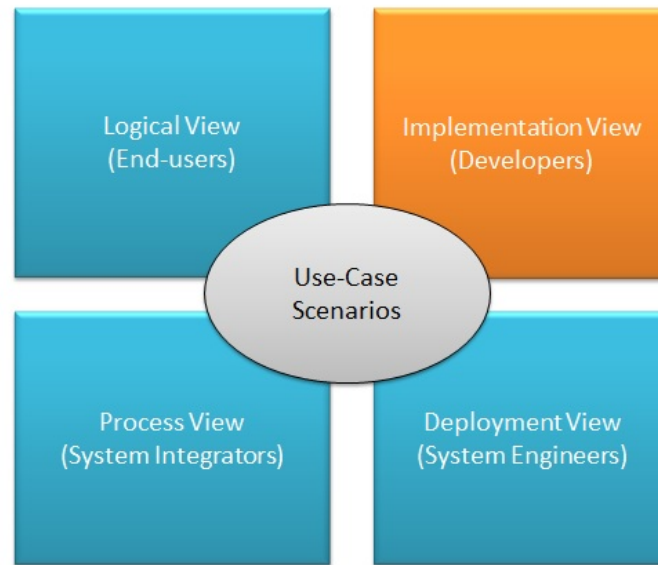 Logical View
(End-users)
Implementation View
(Developers)
Use-Case
Scenarios
Process View
(System Integrators)
Deployment View
(System Engineers)